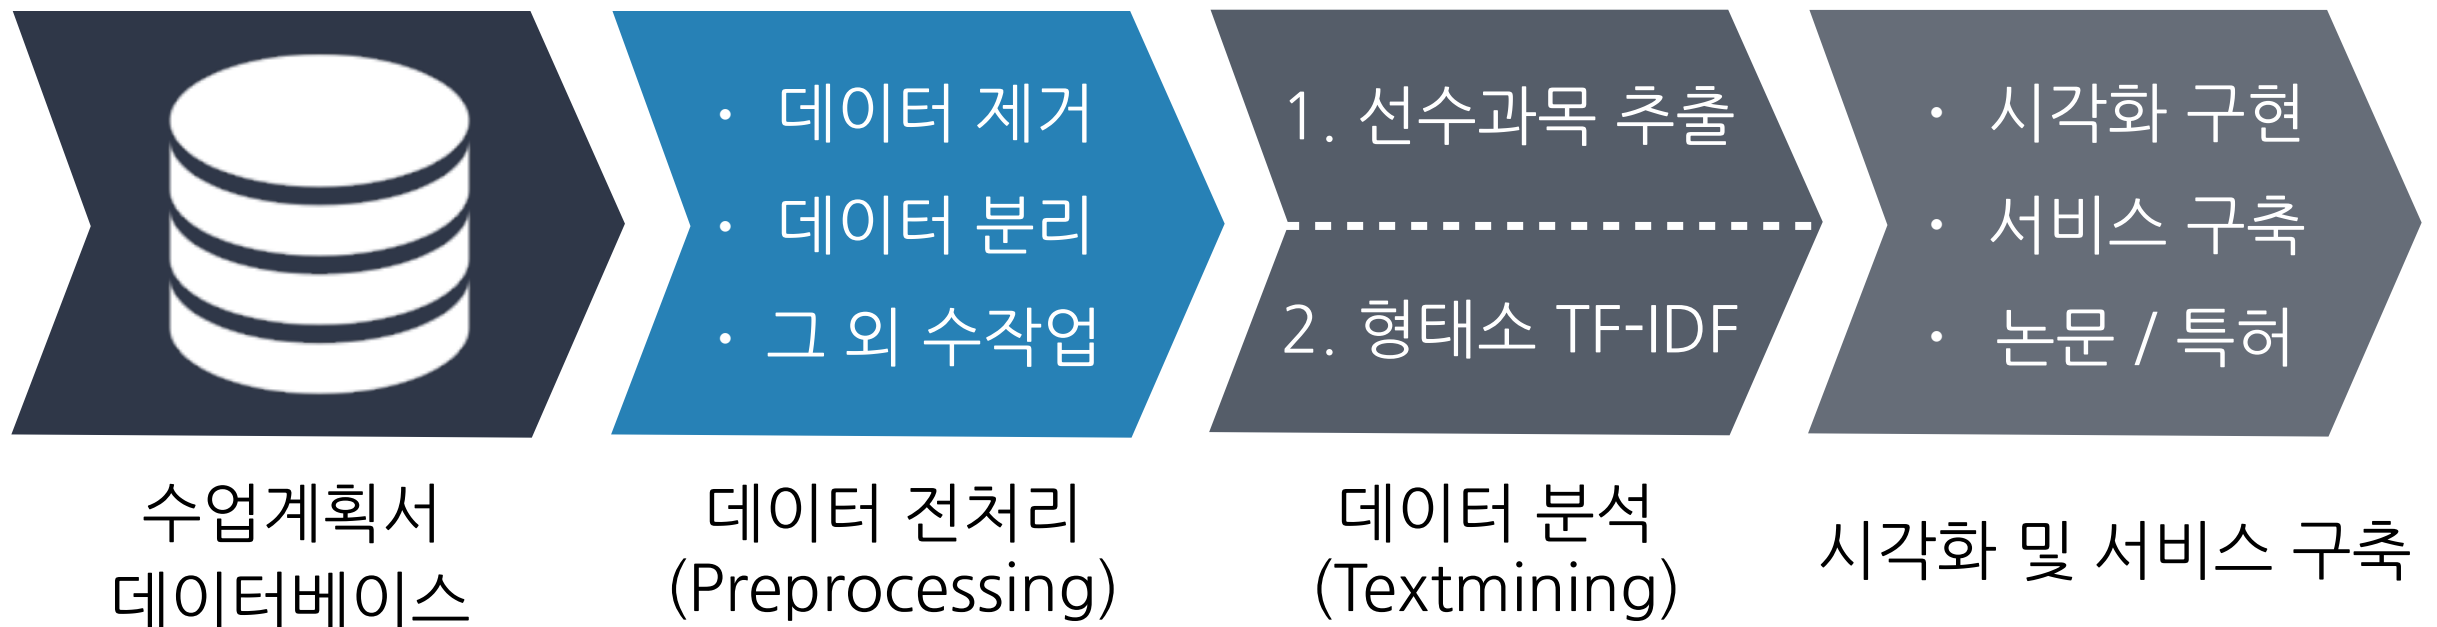 • 데이터 제거
• 데이터 분리
• 그 외 수작업
1. 선수과목 추출
2. 형태소 TF-IDF
• 시각화 구현
• 서비스 구축
• 논문 / 특허
수업계획서
데이터베이스
데이터 전처리
(Preprocessing)
데이터 분석
(Textmining)
시각화 및 서비스 구축